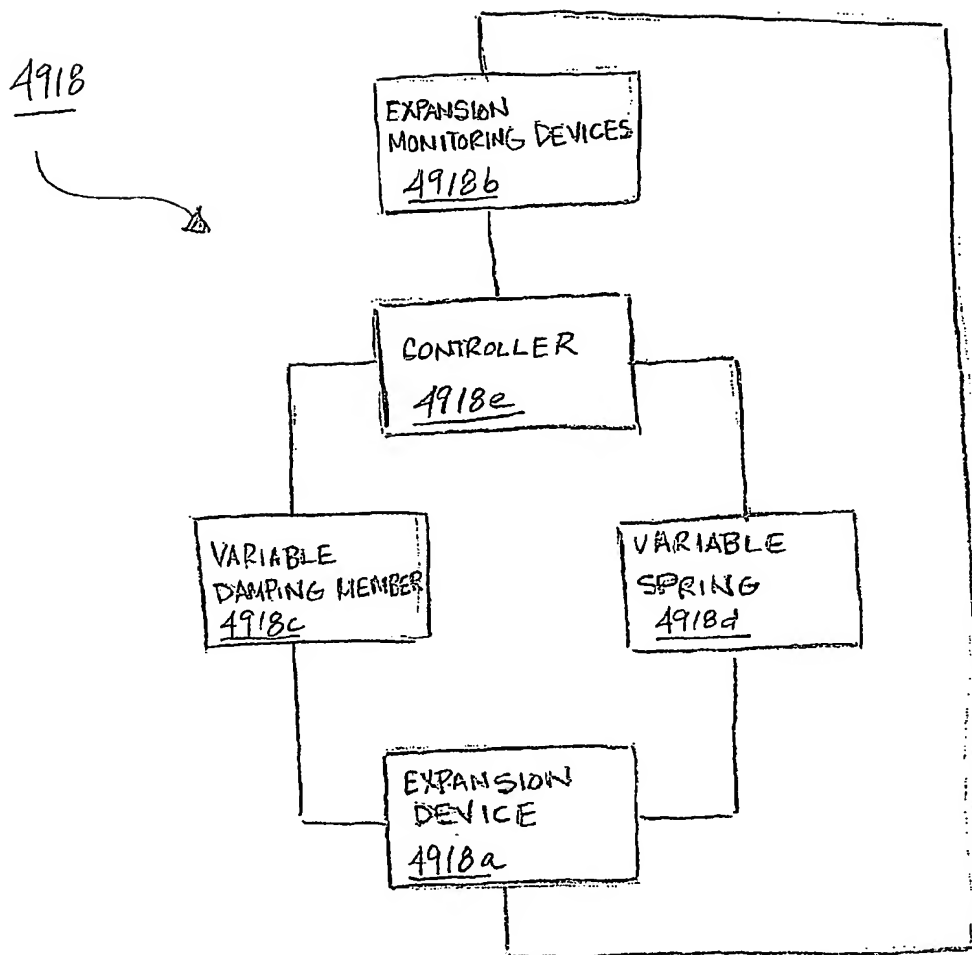 4918
EXPANSION
MONITORING DEVICES
4918b
CONTROLLER
4918e
VARIABLE
DAMPING MEMBER
4918c
VARIABLE
SPRING
4918d
EXPANSION
DEVICE
4918a